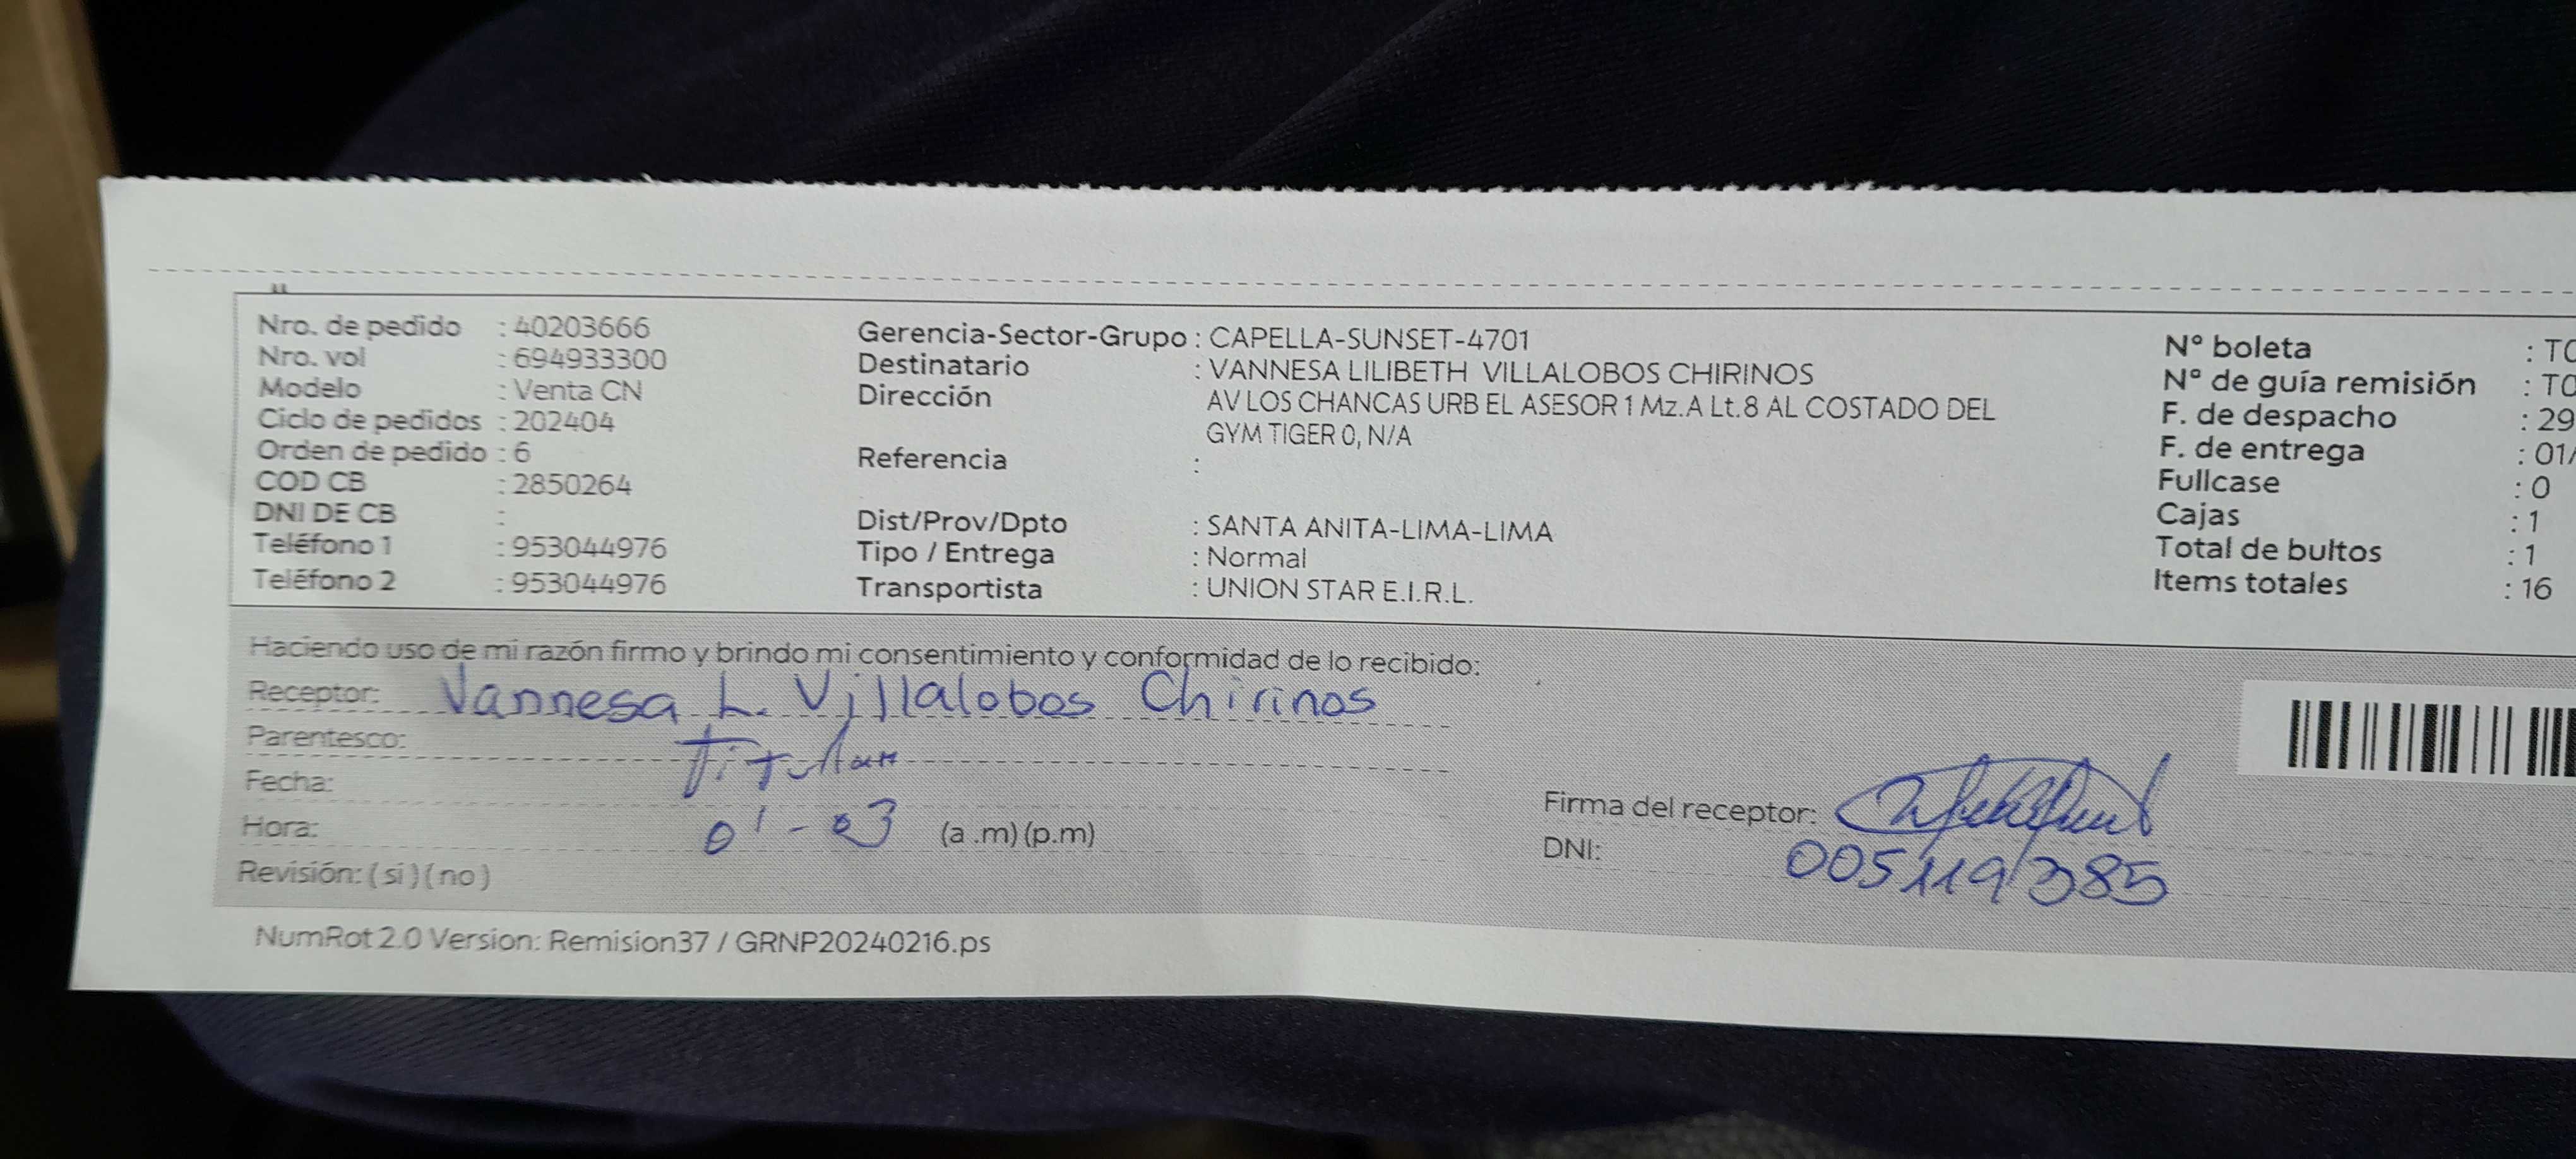 Nro. de pedido : 40203666
Nro. vol : 694933300
Modelo : Venta CN
Ciclo de pedidos : 202404
Orden de pedido : 6
COD CB : 2850264
DNI DE CB :
Teléfono 1 : 953044976
Teléfono 2 : 953044976
Gerencia-Sector-Grupo : CAPELLA-SUNSET-4701
Destinatario : VANNESA LILIBETH VILLALOBOS CHIRINOS
Dirección AV LOS CHANCAS URB EL ASESOR 1 Mz.A Lt.8 AL COSTADO DEL
GYM TIGER 0, N/A
Referencia :
Dist/Prov/Dpto : SANTA ANITA-LIMA-LIMA
Tipo / Entrega : Normal
Transportista : UNION STAR E.I.R.L.
N° boleta : T0
N° de guía remisión : T0
F. de despacho : 29
F. de entrega : 01/
Fullcase : 0
Cajas : 1
Total de bultos : 1
Items totales : 16
Haciendo uso de mi razón firmo y brindo mi consentimiento y conformidad de lo recibido:
Receptor: Vannesa L. Villalobos Chirinos
Parentesco: Titular
Fecha:
Hora: 01-03 (a .m) (p.m)
Revisión: ( si ) ( no )
Firma del receptor:
DNI: 005119385
NumRot 2.0 Version: Remision37 / GRNP20240216.ps